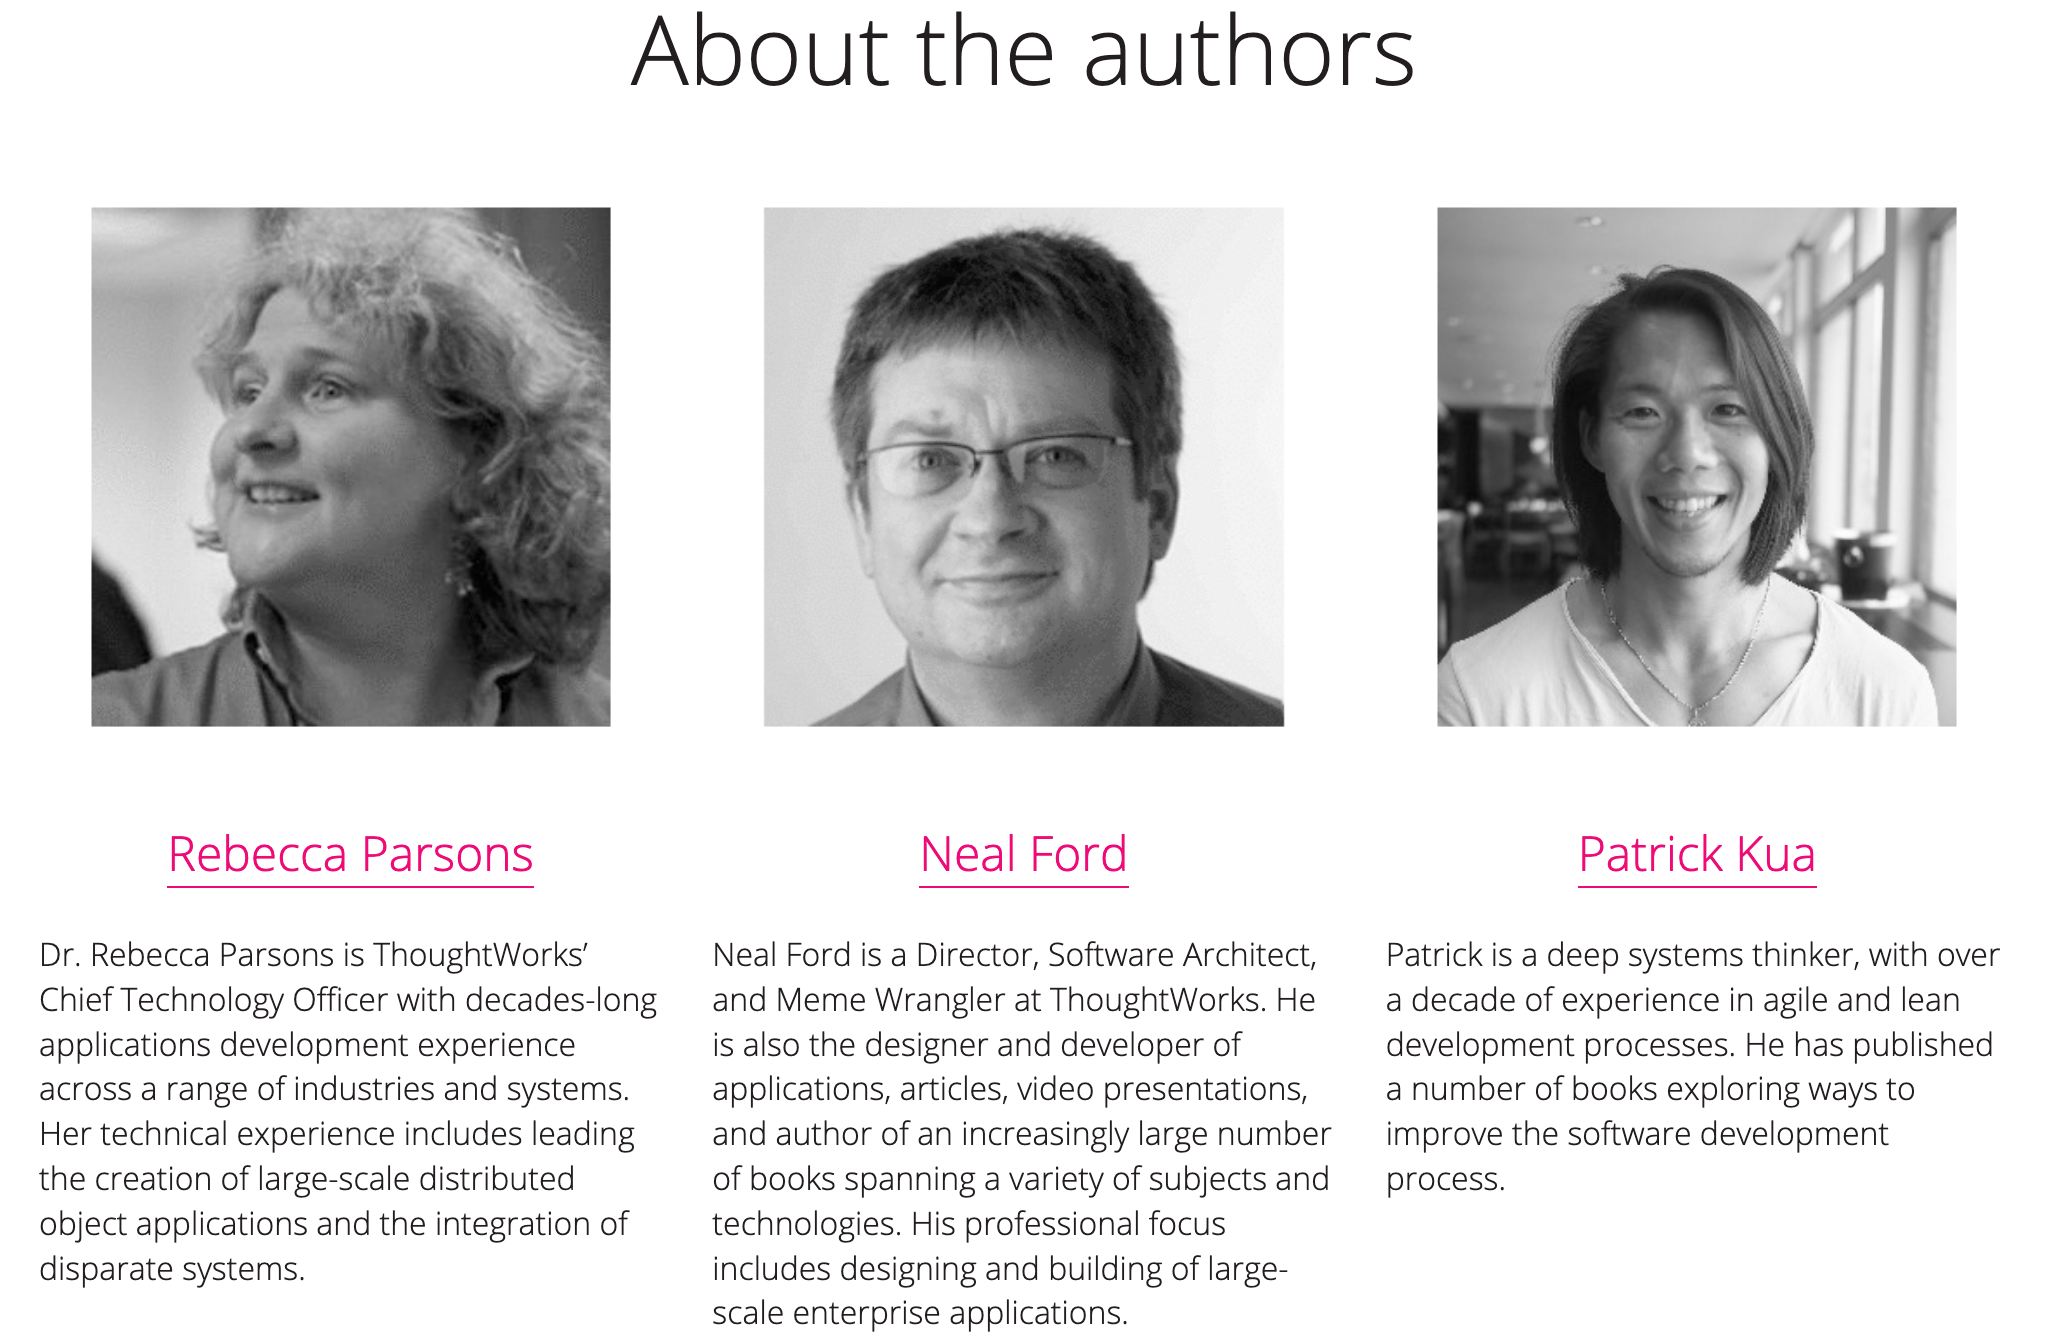 About the authors
Rebecca Parsons
Dr. Rebecca Parsons is ThoughtWorks’
Chief Technology Officer with decades-long
applications development experience
across a range of industries and systems.
Her technical experience includes leading
the creation of large-scale distributed
object applications and the integration of
disparate systems.
Neal Ford
Neal Ford is a Director, Software Architect,
and Meme Wrangler at ThoughtWorks. He
is also the designer and developer of
applications, articles, video presentations,
and author of an increasingly large number
of books spanning a variety of subjects and
technologies. His professional focus
includes designing and building of large-
scale enterprise applications.
Patrick Kua
Patrick is a deep systems thinker, with over
a decade of experience in agile and lean
development processes. He has published
a number of books exploring ways to
improve the software development
process.